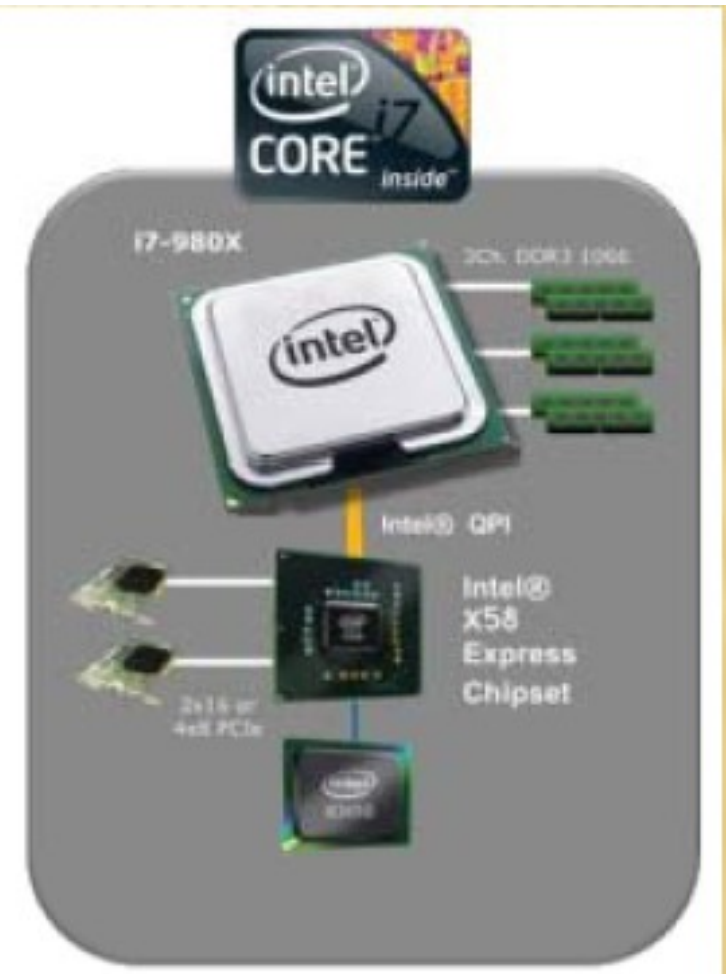 intel
CORE i7
inside™
i7-980X
3Ch. DDR3 1066
intel
Intel® QPI
Intel®
X58
Express
Chipset
2x16 or
4x8 PCIe
intel